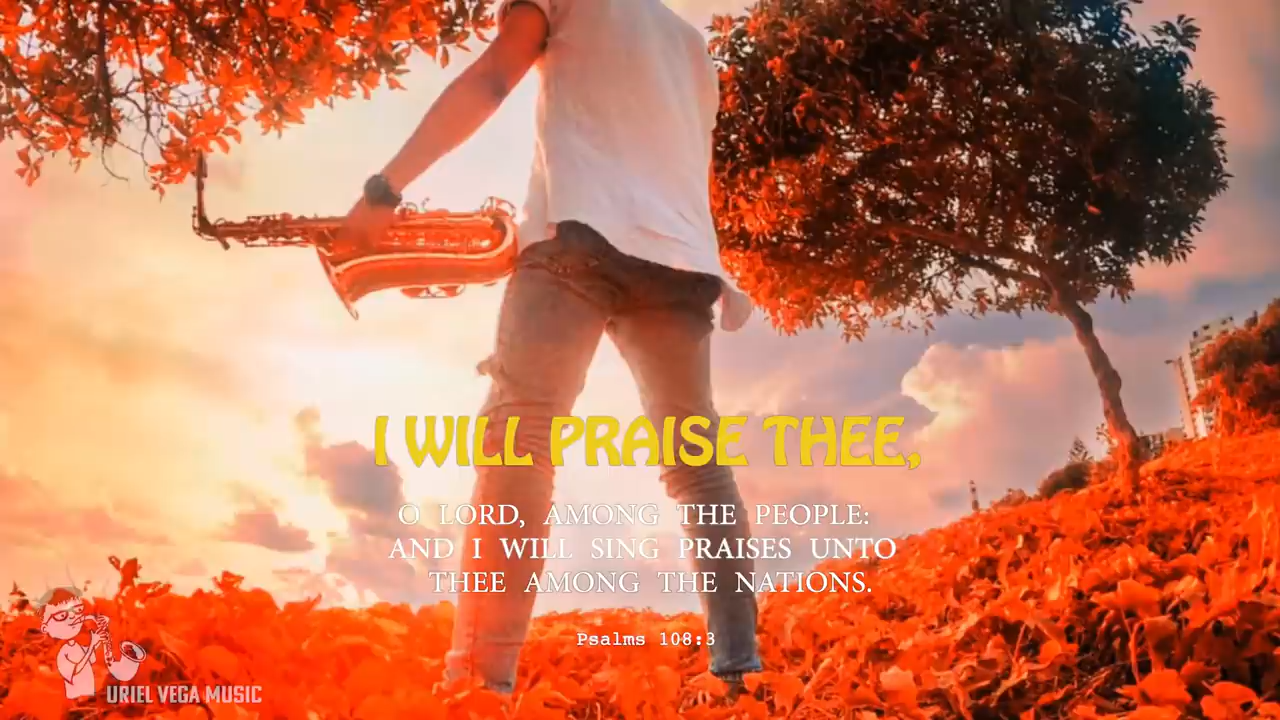 I WILL PRAISE THEE,
O LORD, AMONG THE PEOPLE:
AND I WILL SING PRAISES UNTO
THEE AMONG THE NATIONS.
Psalms 108:3
URIEL VEGA MUSIC